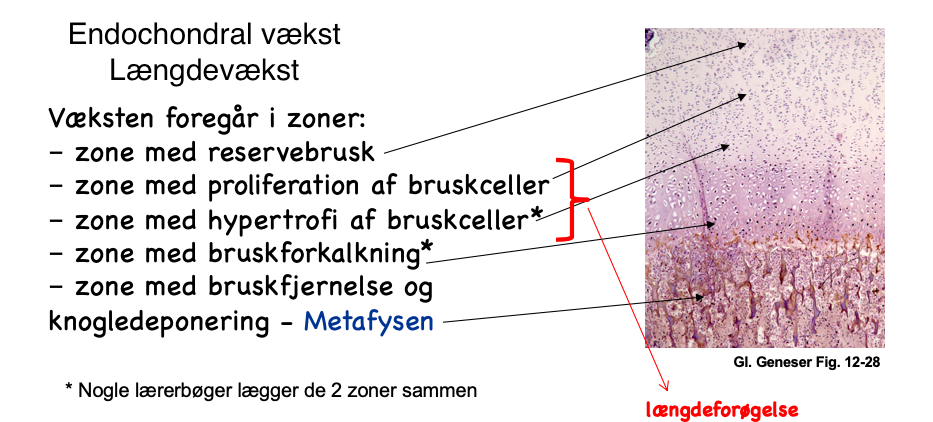 Endochondral vækst
Længdevækst
Væksten foregår i zoner:
– zone med reservebrusk
– zone med proliferation af bruskceller
– zone med hypertrofi af bruskceller*
– zone med bruskforkalkning*
– zone med bruskfjernelse og
knogledeponering – Metafysen
Gl. Geneser Fig. 12-28
* Nogle lærerbøger lægger de 2 zoner sammen
længdeforøgelse